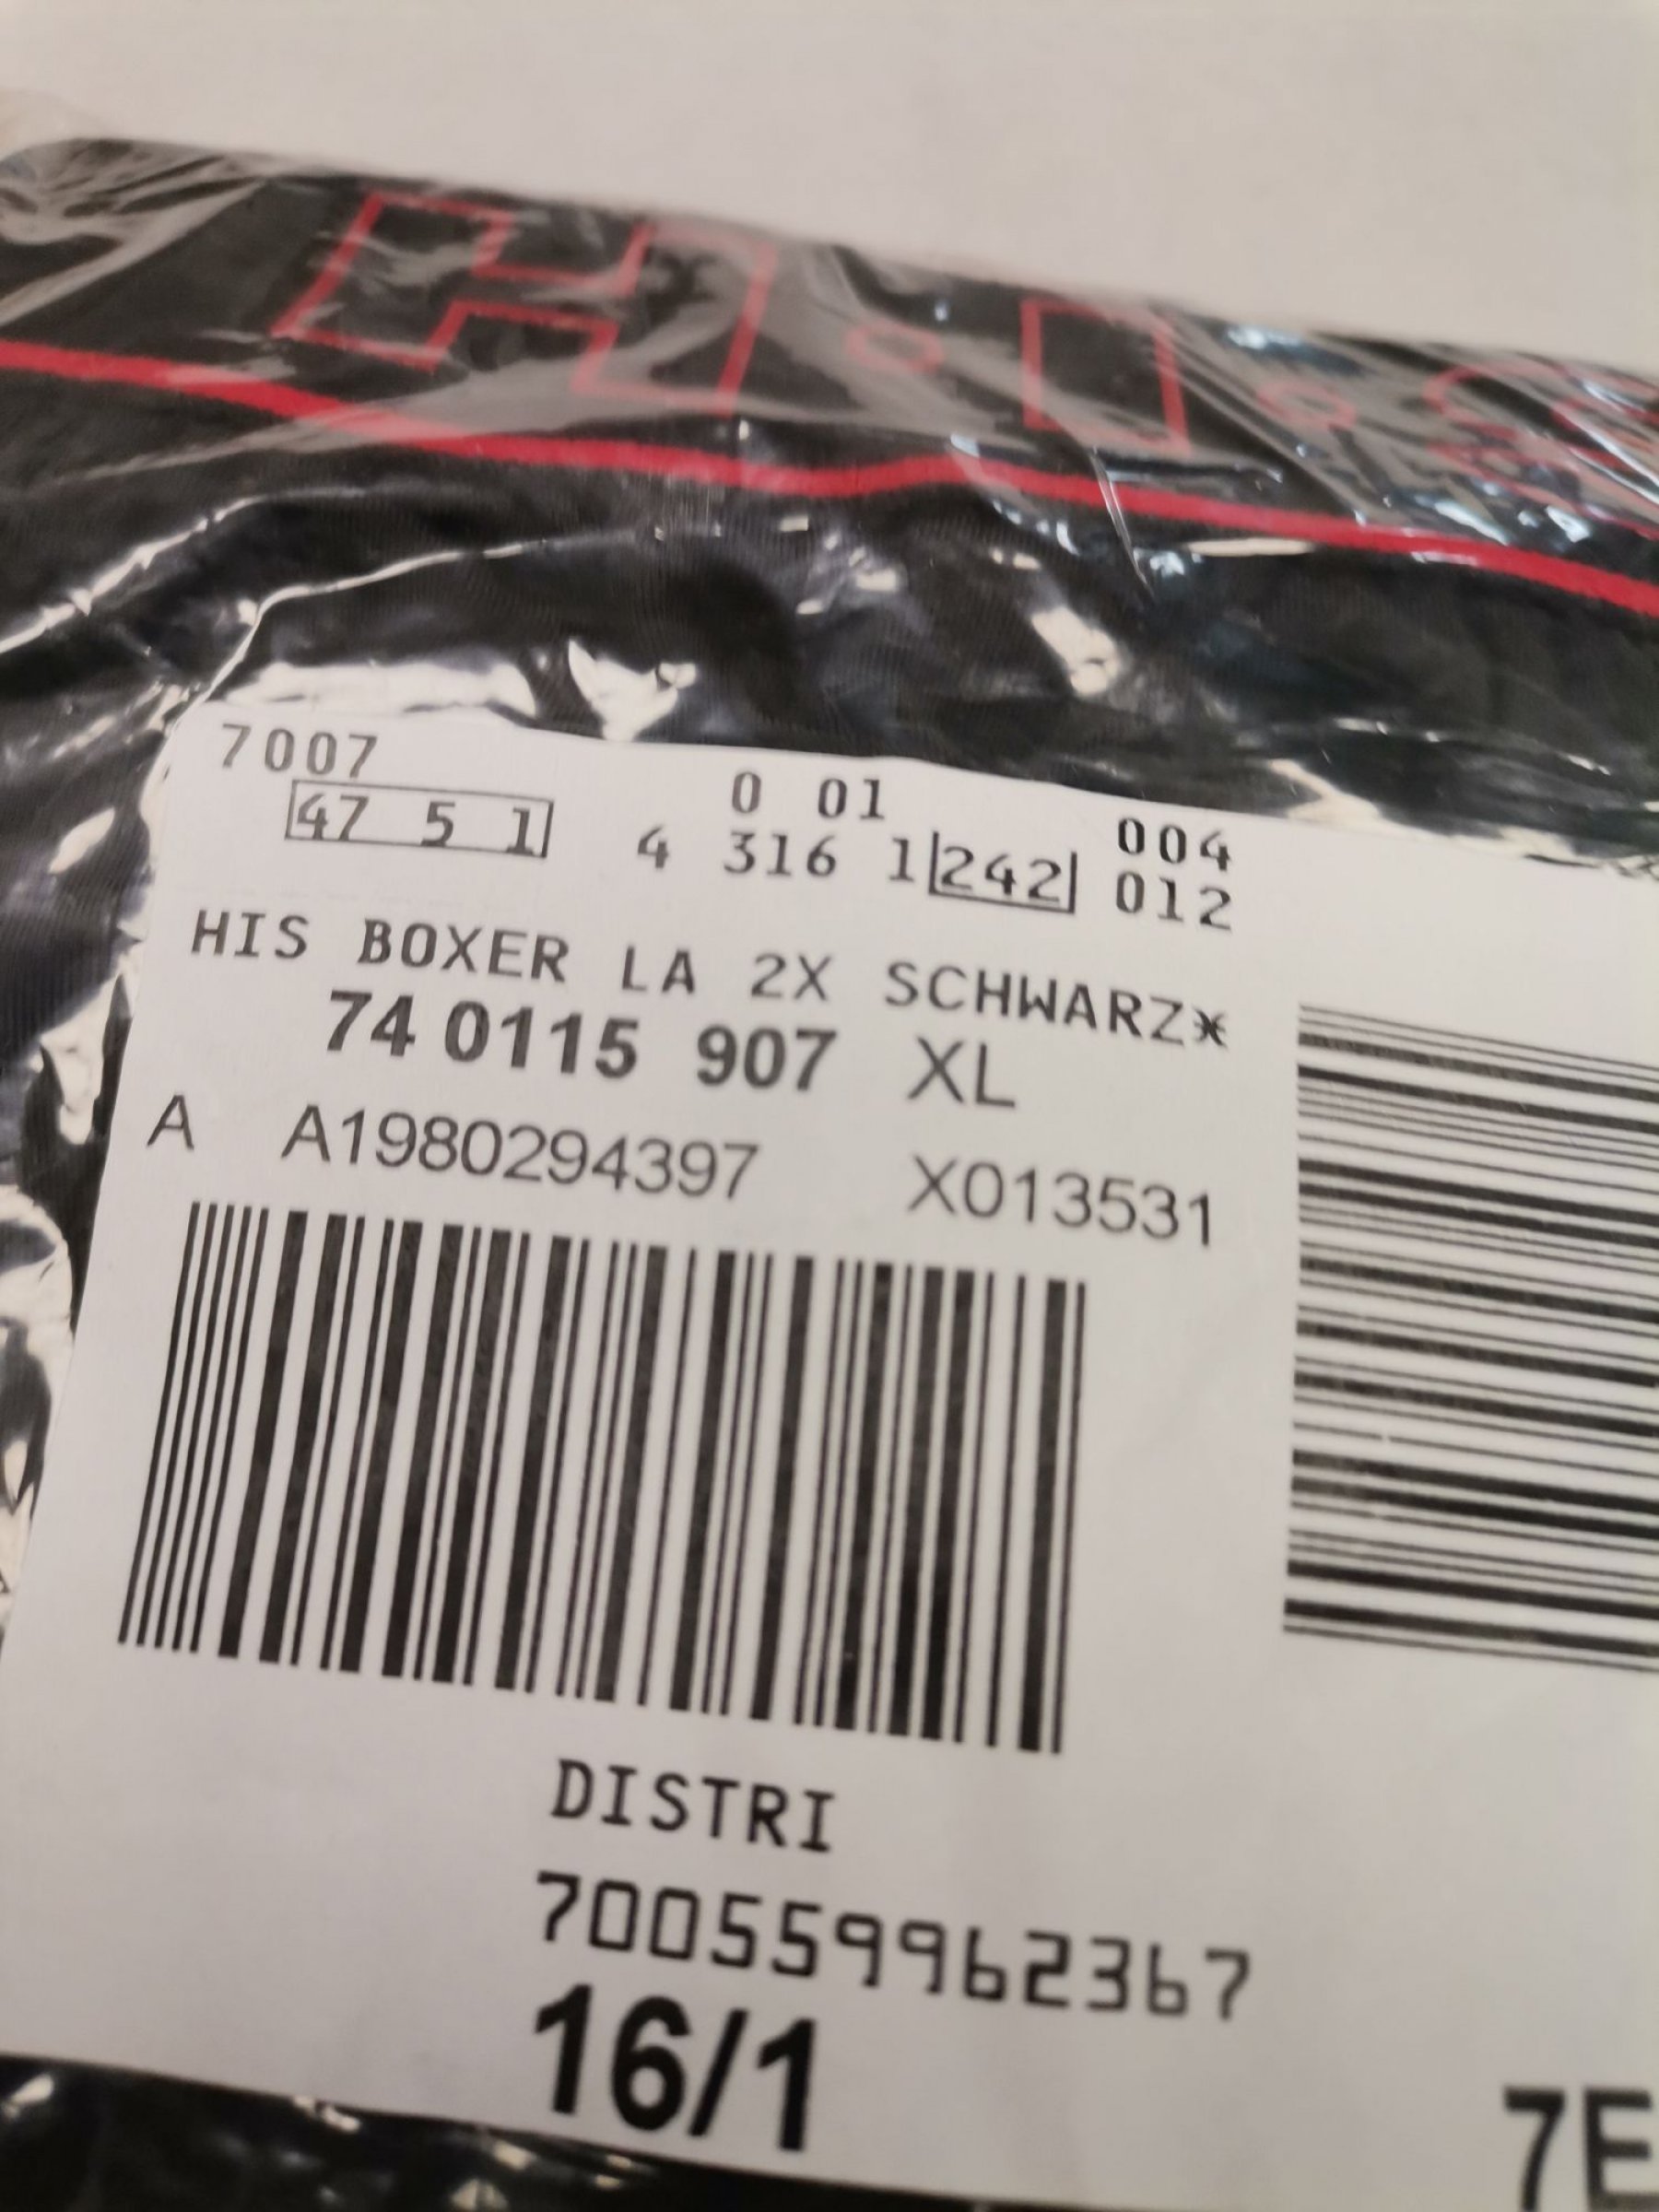 H.I.S
7007
0 01 004
47 5 1 4 316 1 242 012
HIS BOXER LA 2X SCHWARZ*
74 0115 907 XL
A A1980294397 X013531
DISTRI
700559962367
16/1
7E